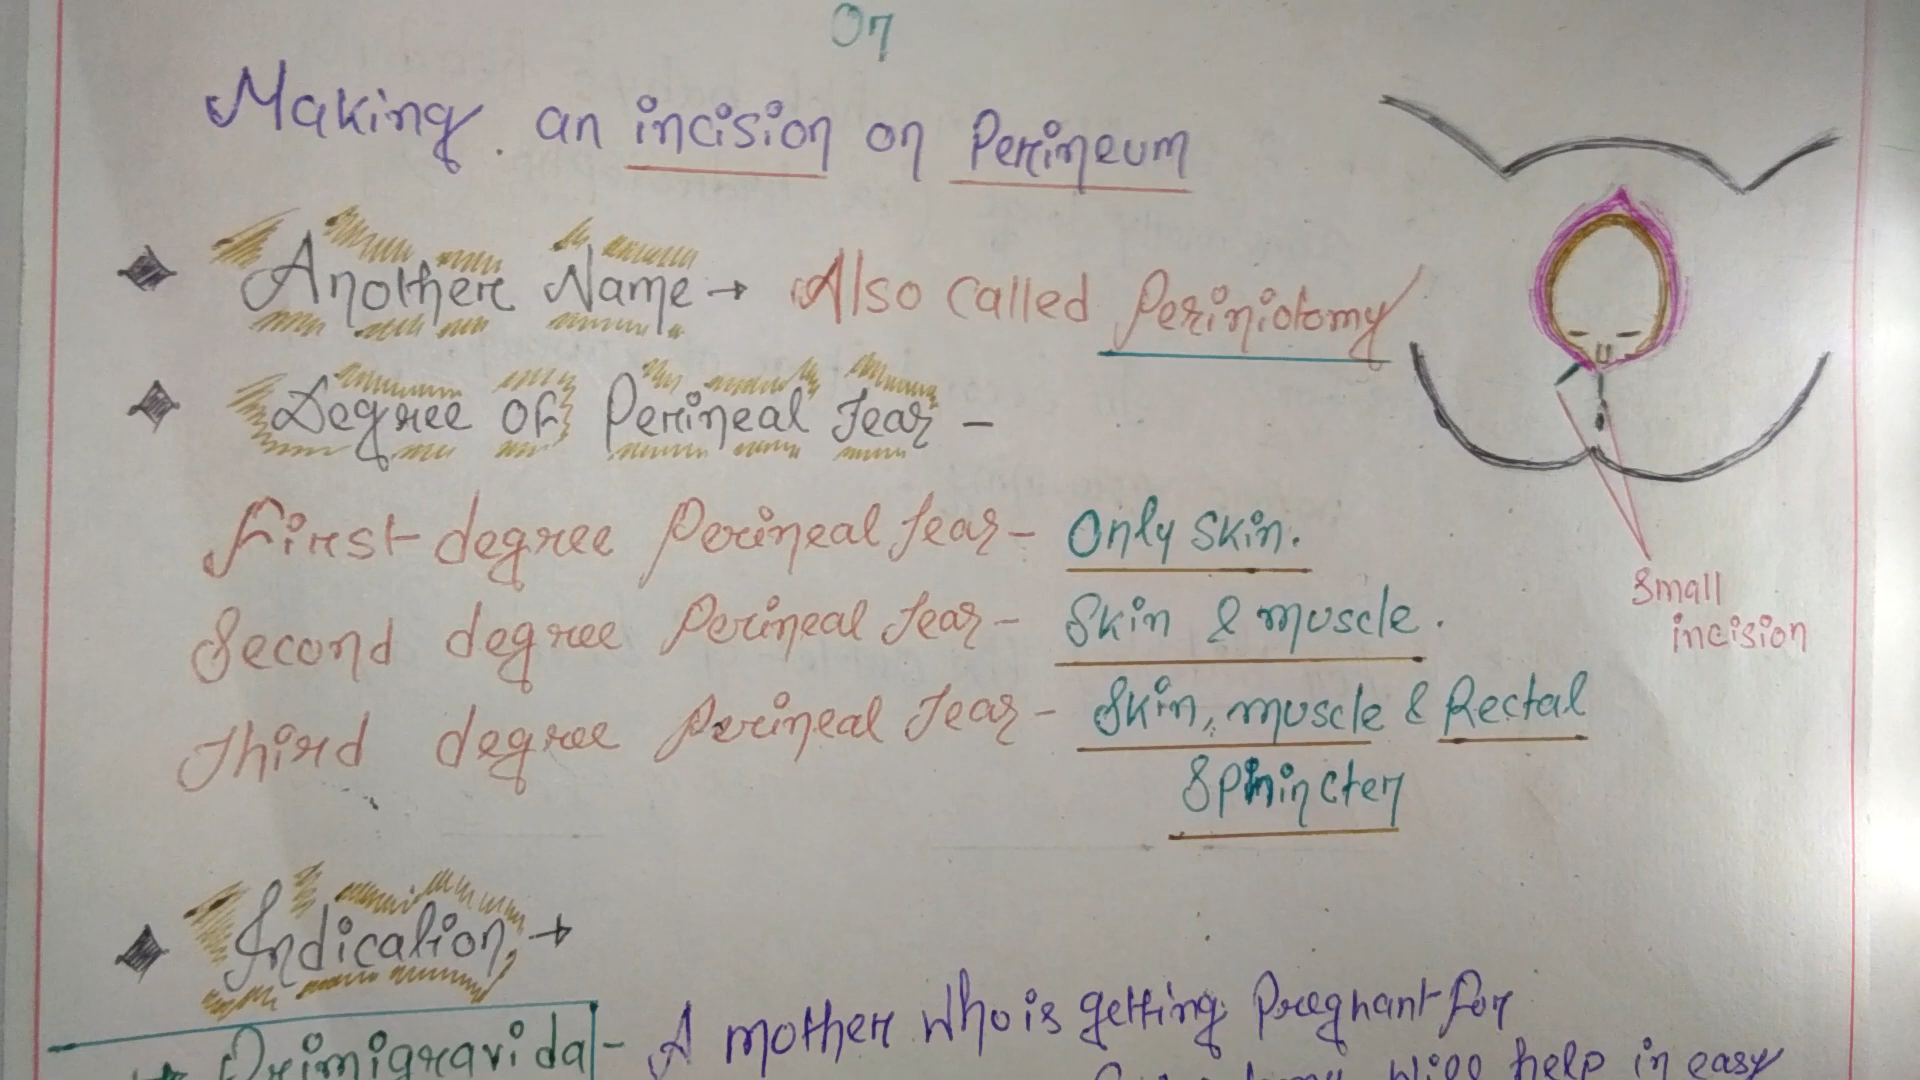 Or
Making an incision on Perineum
Another Name → Also called Periniotomy
Degree of Perineal Tear –
First degree Perineal Tear – Only Skin.
Second degree Perineal Tear – Skin & muscle.
Third degree Perineal Tear – Skin, muscle & Rectal
Sphincter
Small
incision
Indication →
Primigravida – A mother who is getting Pregnant for
will help in easy